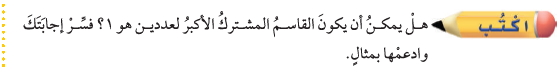 اكتب
هلْ يمكنُ أن يكونَ القاسمُ المشتركُ الأكبرُ لعددين هو ١؟ فسِّرْ إجابَتَكَ
وادعمْها بمثالٍ.